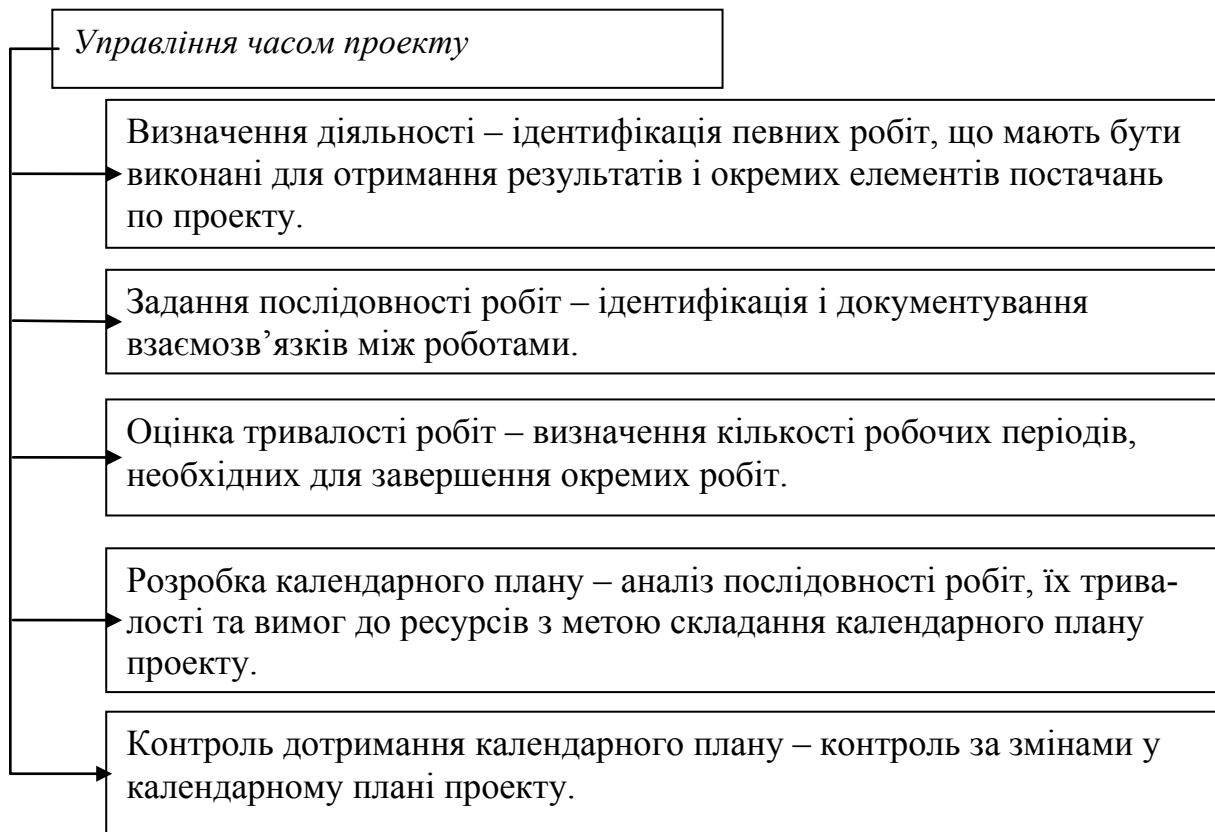 Управління часом проекту
Визначення діяльності – ідентифікація певних робіт, що мають бути
виконані для отримання результатів і окремих елементів постачань
по проекту.
Задання послідовності робіт – ідентифікація і документування
взаємозв’язків між роботами.
Оцінка тривалості робіт – визначення кількості робочих періодів,
необхідних для завершення окремих робіт.
Розробка календарного плану – аналіз послідовності робіт, їх трива-
лості та вимог до ресурсів з метою складання календарного плану
проекту.
Контроль дотримання календарного плану – контроль за змінами у
календарному плані проекту.